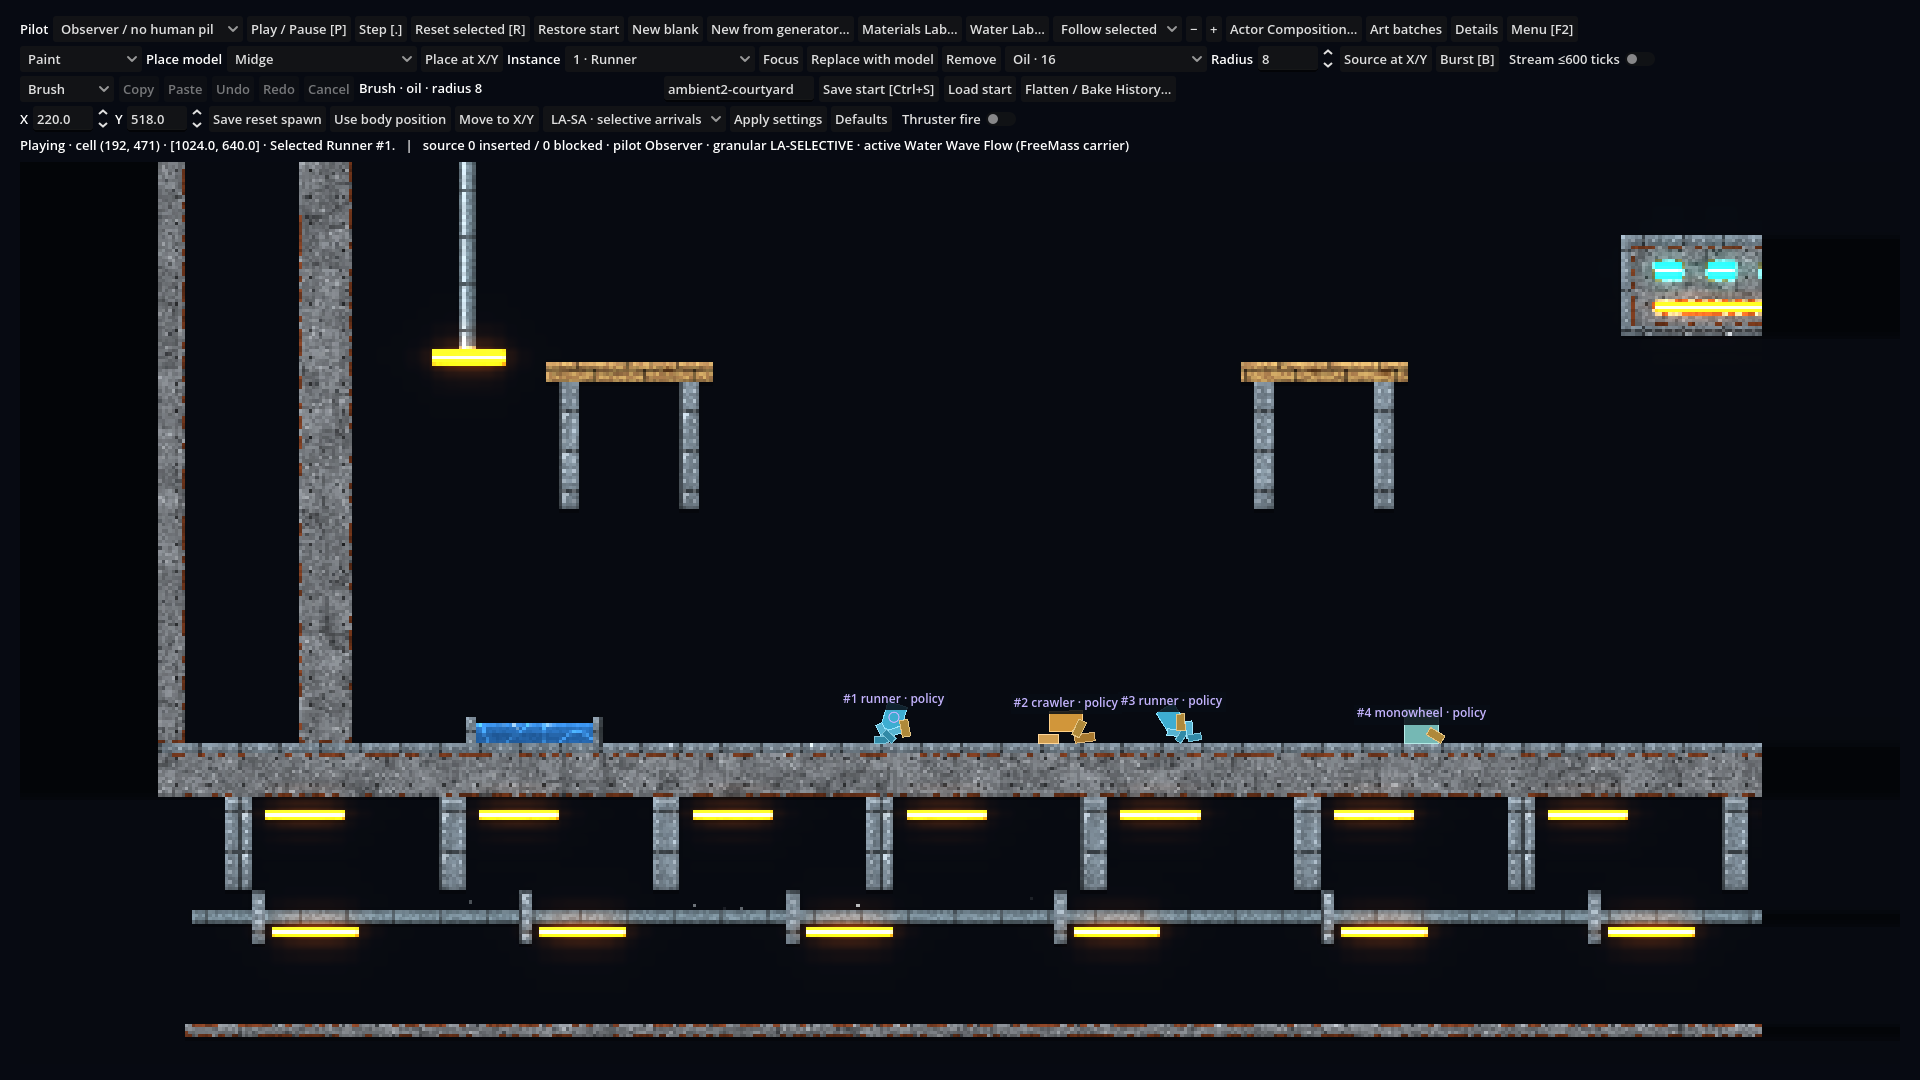 Pilot Observer / no human pil Play / Pause [P] Step [.] Reset selected [R] Restore start New blank New from generator... Materials Lab... Water Lab... Follow selected − + Actor Composition... Art batches Details Menu [F2]
Paint Place model Midge Place at X/Y Instance 1 · Runner Focus Replace with model Remove Oil · 16 Radius 8 Source at X/Y Burst [B] Stream ≤600 ticks
Brush Copy Paste Undo Redo Cancel Brush · oil · radius 8 ambient2-courtyard Save start [Ctrl+S] Load start Flatten / Bake History...
X 220.0 Y 518.0 Save reset spawn Use body position Move to X/Y LA-SA · selective arrivals Apply settings Defaults Thruster fire
Playing · cell (192, 471) · [1024.0, 640.0] · Selected Runner #1. | source 0 inserted / 0 blocked · pilot Observer · granular LA-SELECTIVE · active Water Wave Flow (FreeMass carrier)
#1 runner · policy
#2 crawler · policy
#3 runner · policy
#4 monowheel · policy